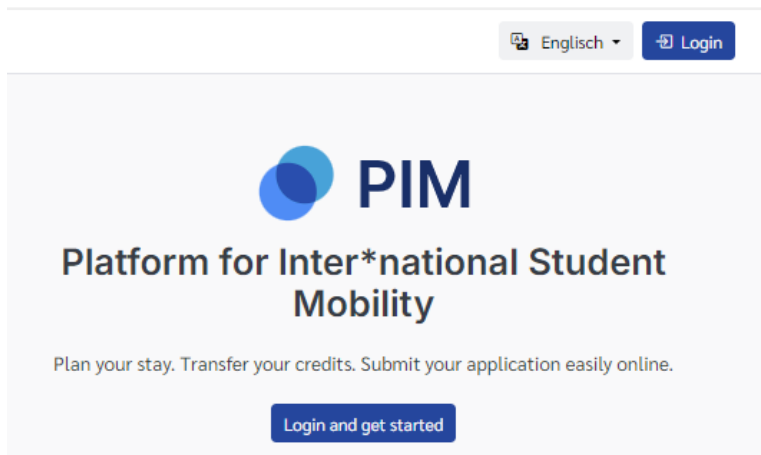 Englisch
Login
PIM
Platform for Inter*national Student
Mobility
Plan your stay. Transfer your credits. Submit your application easily online.
Login and get started